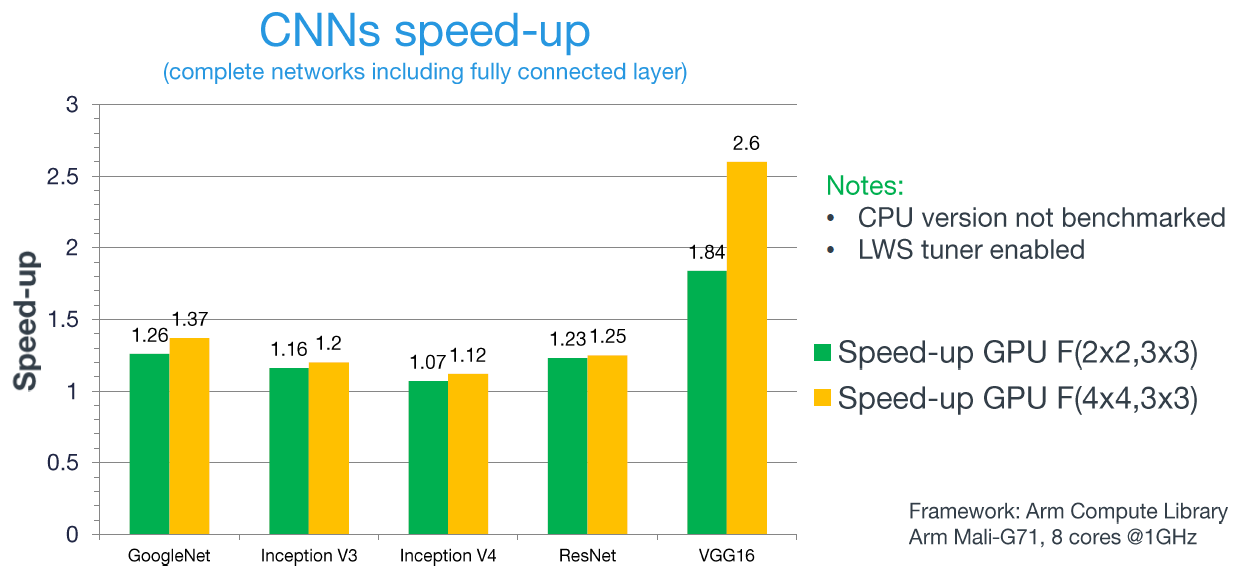 CNNs speed-up
(complete networks including fully connected layer)
Speed-up
3
2.5
2
1.5
1
0.5
0
1.26
1.37
1.16
1.2
1.07
1.12
1.23
1.25
1.84
2.6
GoogleNet
Inception V3
Inception V4
ResNet
VGG16
Notes:
• CPU version not benchmarked
• LWS tuner enabled
Speed-up GPU F(2x2,3x3)
Speed-up GPU F(4x4,3x3)
Framework: Arm Compute Library
Arm Mali-G71, 8 cores @1GHz